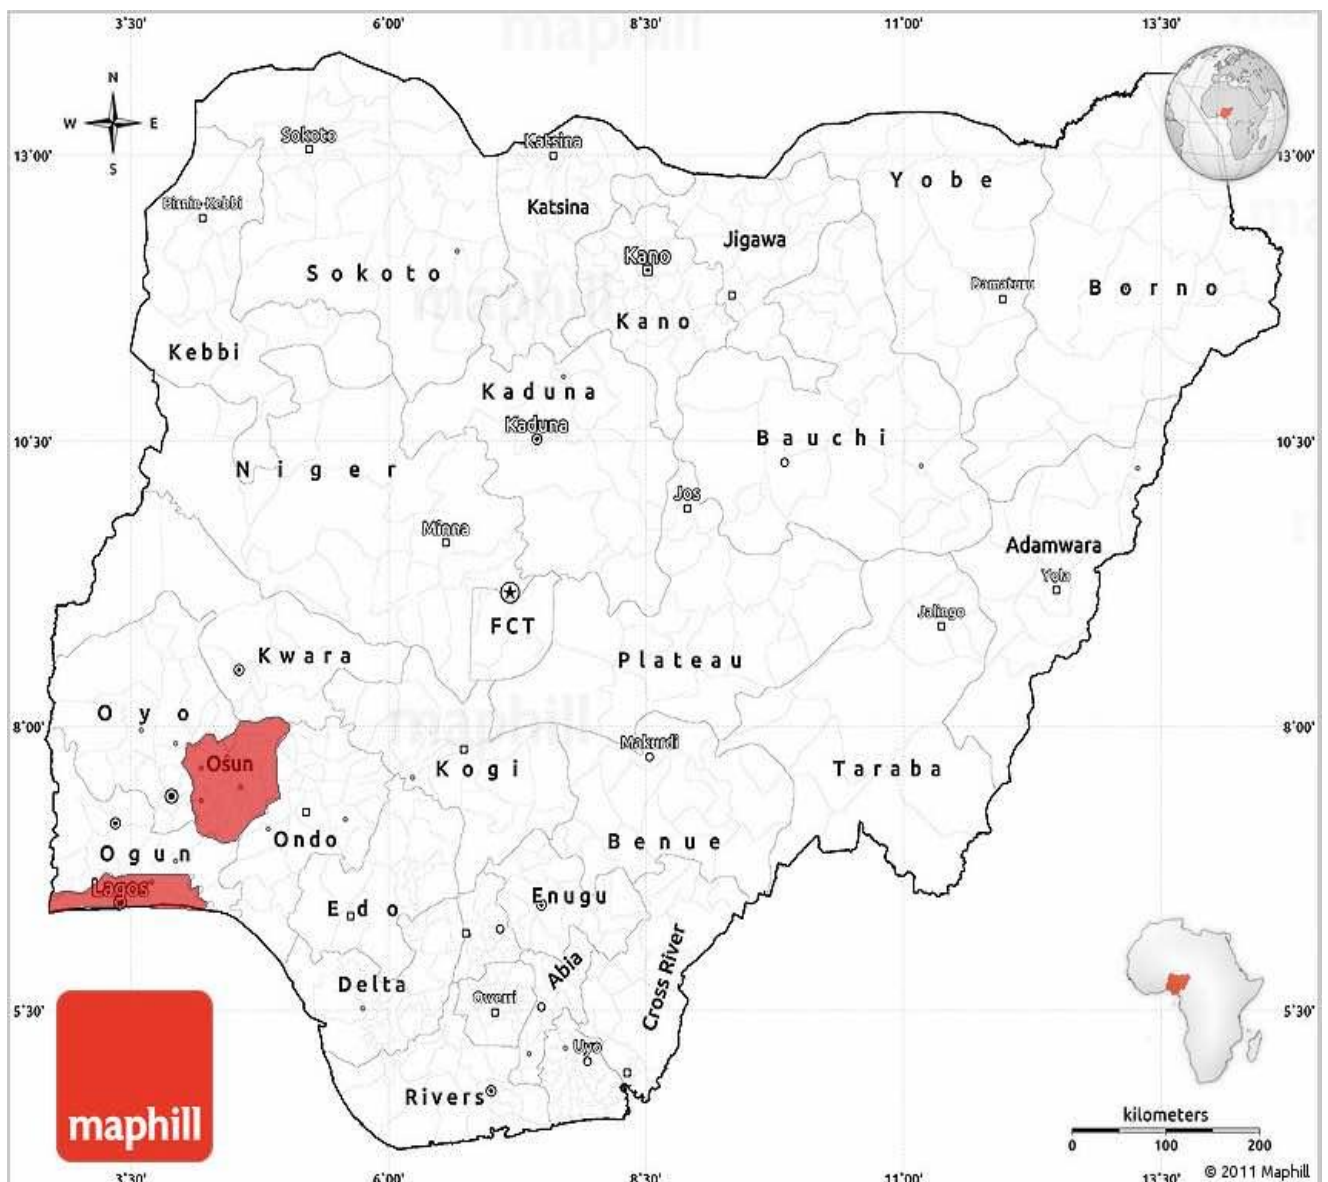 maphill
3°30'
6°00'
8°30'
11°00'
13°30'
N
W
E
S
13°00'
13°00'
Sokoto
Katsina
Birnin-Kebbi
Katsina
Yobe
Jigawa
Kano
Sokoto
Damaturu
Borno
maphill
Kano
Kebbi
Kaduna
Kaduna
Bauchi
10°30'
10°30'
Niger
Jos
Minna
Adamwara
Yola
Jalingo
FCT
Kwara
Plateau
Oyo
maphill
8°00'
8°00'
Makurdi
Osun
Kogi
Taraba
Ondo
Benue
Ogun
Lagos
Enugu
Edo
Abia
Cross River
Delta
Owerri
5°30'
5°30'
Uyo
Rivers
maphill
kilometers
0 100 200
3°30'
6°00'
8°30'
11°00'
13°30'
© 2011 Maphill